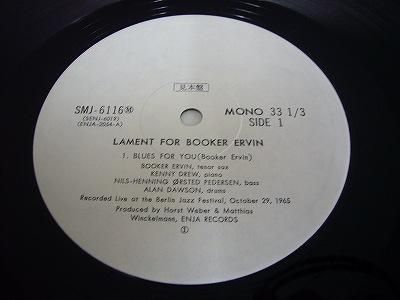 見本盤
SMJ-6116Ⓜ
MONO 33 1/3
(SENJ-6019)
SIDE 1
(ENJA-2064-A)
LAMENT FOR BOOKER ERVIN
1. BLUES FOR YOU(Booker Ervin)
BOOKER ERVIN, tenor sax
KENNY DREW, piano
NILS-HENNING ØRSTED PEDERSEN, bass
ALAN DAWSON, drums
Recorded Live at the Berlin Jazz Festival, October 29, 1965
Produced by Horst Weber & Matthias
Winckelmann, ENJA RECORDS